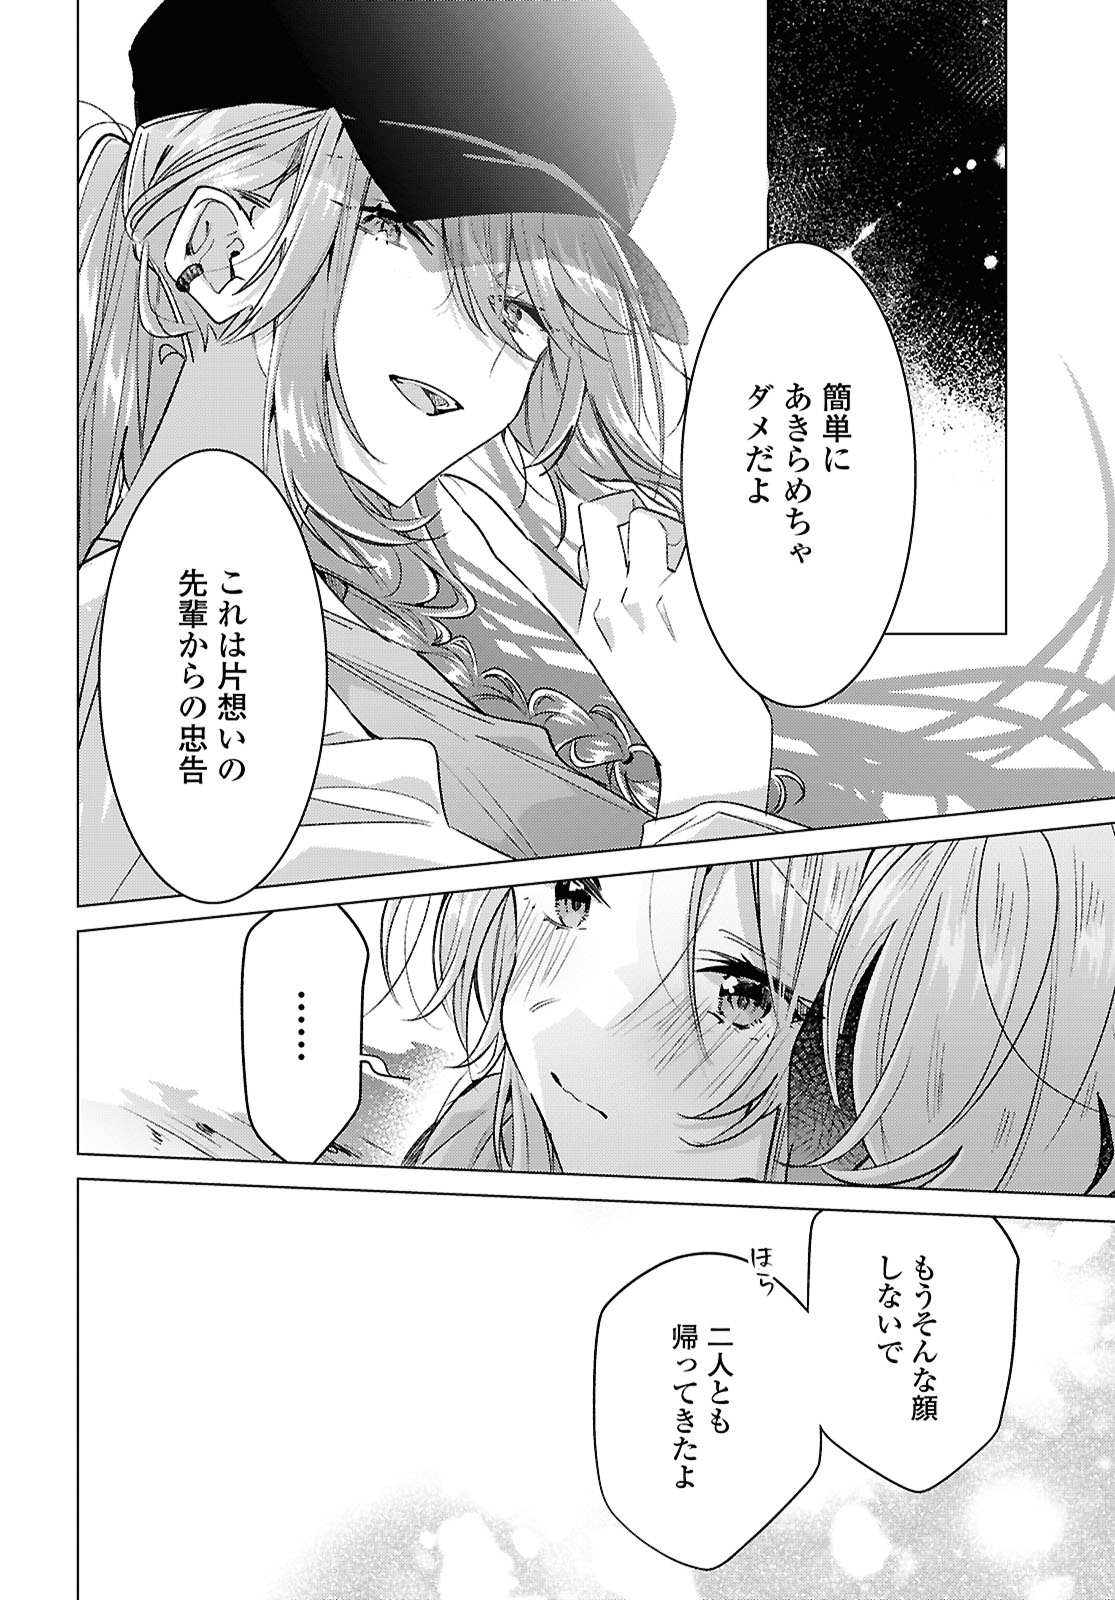 簡単に
あきらめちゃ
ダメだよ
これは片想いの
先輩からの忠告
……
もうそんな顔
しないで
ほら
二人とも
帰ってきたよ